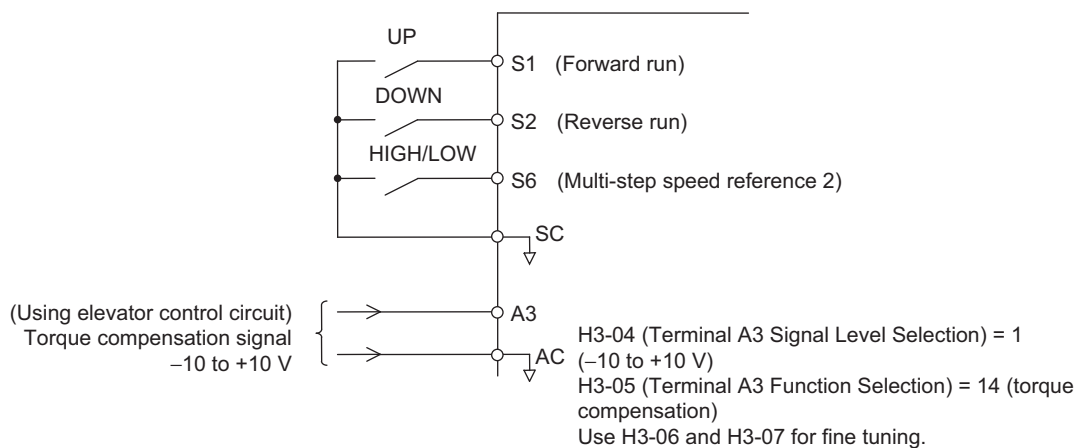 UP
S1 (Forward run)
DOWN
S2 (Reverse run)
HIGH/LOW
S6 (Multi-step speed reference 2)
SC
(Using elevator control circuit)
Torque compensation signal
–10 to +10 V
A3
AC
H3-04 (Terminal A3 Signal Level Selection) = 1
(–10 to +10 V)
H3-05 (Terminal A3 Function Selection) = 14 (torque
compensation)
Use H3-06 and H3-07 for fine tuning.